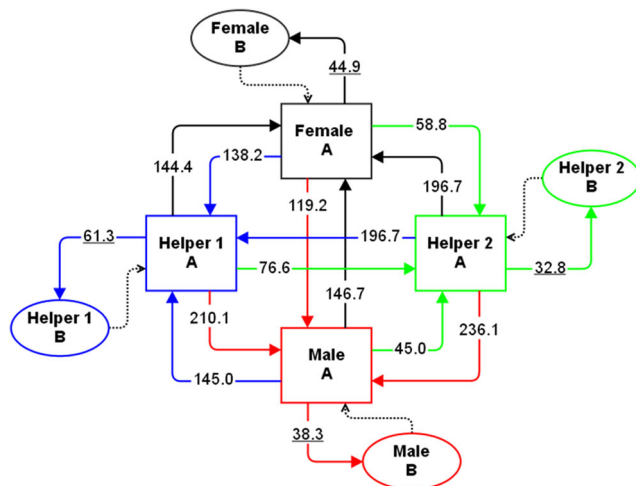 Female
B
44.9
Female
A
58.8
144.4
138.2
119.2
196.7
Helper 2
B
61.3
Helper 1
A
196.7
Helper 2
A
76.6
32.8
Helper 1
B
210.1
146.7
236.1
Male
A
45.0
145.0
38.3
Male
B